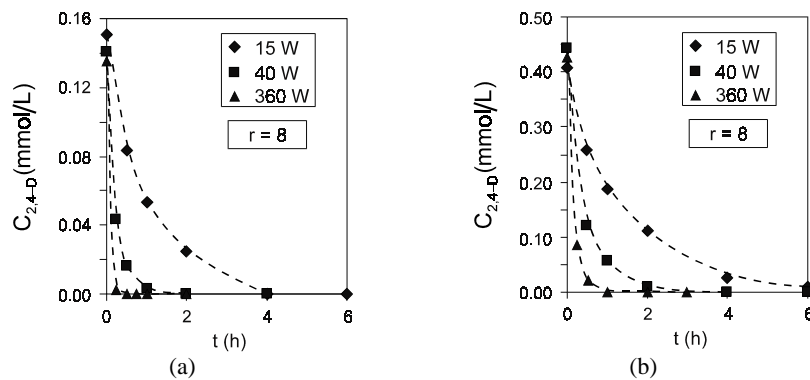 0.16
0.12
0.08
0.04
0.00
C2,4–D (mmol/L)
15 W
40 W
360 W
r = 8
0 2 4 6
t (h)
(a)
0.50
0.40
0.30
0.20
0.10
0.00
C2,4–D (mmol/L)
15 W
40 W
360 W
r = 8
0 2 4 6
t (h)
(b)